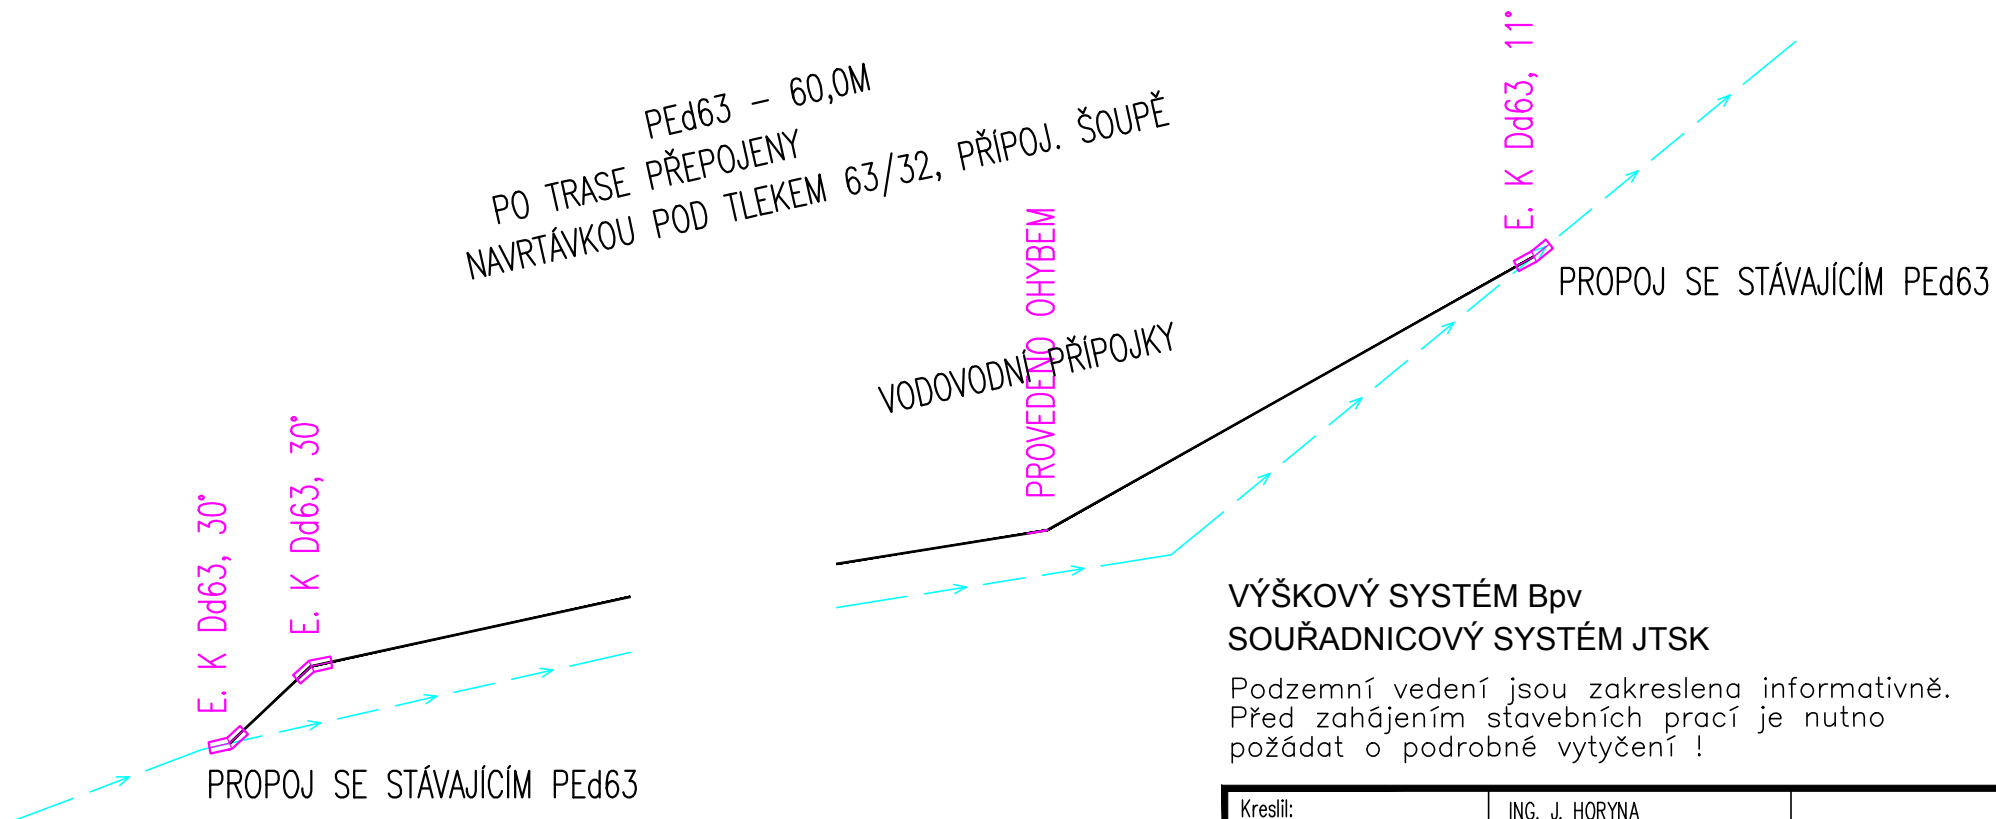 PEd63 - 60,0M
PO TRASE PŘEPOJENY
NAVRTÁVKOU POD TLEKEM 63/32, PŘÍPOJ. ŠOUPĚ
VODOVODNÍ PŘÍPOJKY
PROVEDENO OHYBEM
E. K Dd63, 11°
PROPOJ SE STÁVAJÍCÍM PEd63
E. K Dd63, 30°
E. K Dd63, 30°
PROPOJ SE STÁVAJÍCÍM PEd63
VÝŠKOVÝ SYSTÉM Bpv
SOUŘADNICOVÝ SYSTÉM JTSK
Podzemní vedení jsou zakreslena informativně.
Před zahájením stavebních prací je nutno
požádat o podrobné vytyčení !
Kreslil: ING. J. HORYNA